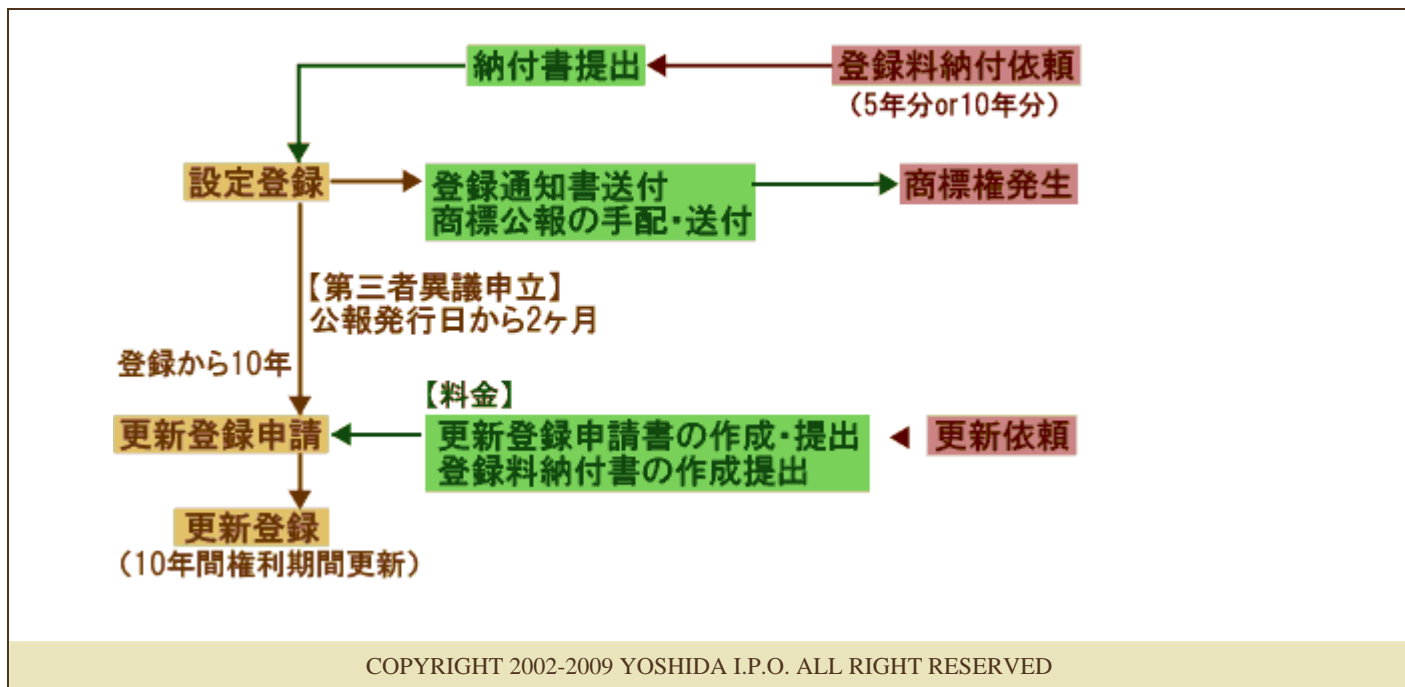 納付書提出 登録料納付依頼
（5年分or10年分）
設定登録 登録通知書送付 商標権発生
商標公報の手配・送付
【第三者異議申立】
公報発行日から2ヶ月
登録から10年
【料金】
更新登録申請 更新登録申請書の作成・提出 更新依頼
登録料納付書の作成提出
更新登録
（10年間権利期間更新）
COPYRIGHT 2002-2009 YOSHIDA I.P.O. ALL RIGHT RESERVED